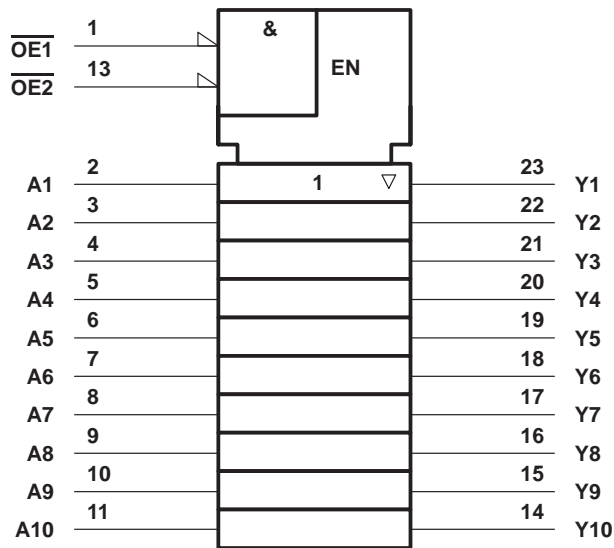 1 &
OE1
13 EN
OE2
2 1 ▽ 23
A1 Y1
3 22
A2 Y2
4 21
A3 Y3
5 20
A4 Y4
6 19
A5 Y5
7 18
A6 Y6
8 17
A7 Y7
9 16
A8 Y8
10 15
A9 Y9
11 14
A10 Y10